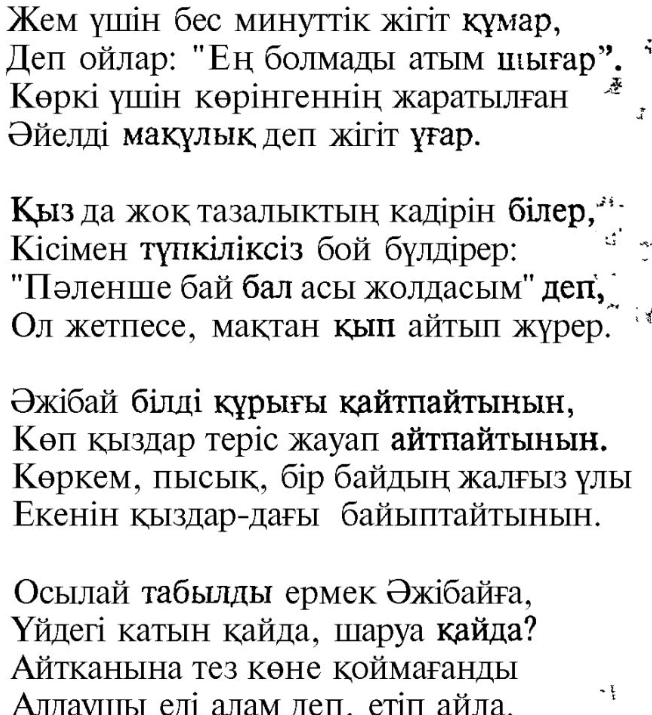 Жем үшін бес минуттік жігіт құмар,
Деп ойлар: "Ең болмады атым шығар".
Көркі үшін көрінгеннің жаратылған
Әйелді мақұлық деп жігіт ұғар.

Қыз да жоқ тазалықтың кадірін білер,
Кісімен түпкіліксіз бой бүлдірер:
"Пәленше бай бал асы жолдасым" деп,
Ол жетпесе, мақтан қып айтып жүрер.

Әжібай білді құрығы қайтпайтынын,
Көп қыздар теріс жауап айтпайтынын.
Көркем, пысық, бір байдың жалғыз ұлы
Екенін қыздар-дағы байыптайтынын.

Осылай табылды ермек Әжібайға,
Үйдегі катын қайда, шаруа қайда?
Айтканына тез көне қоймағанды
Алдаушы еді алам деп, етіп айла.